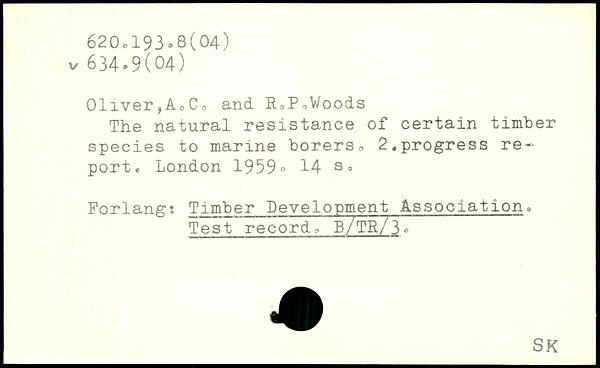 620.193.8(04)
v 634.9(04)
Oliver,A.C. and R.P.Woods
The natural resistance of certain timber
species to marine borers. 2.progress re-
port. London 1959. 14 s.
Forlang: Timber Development Association.
Test record. B/TR/3.
SK